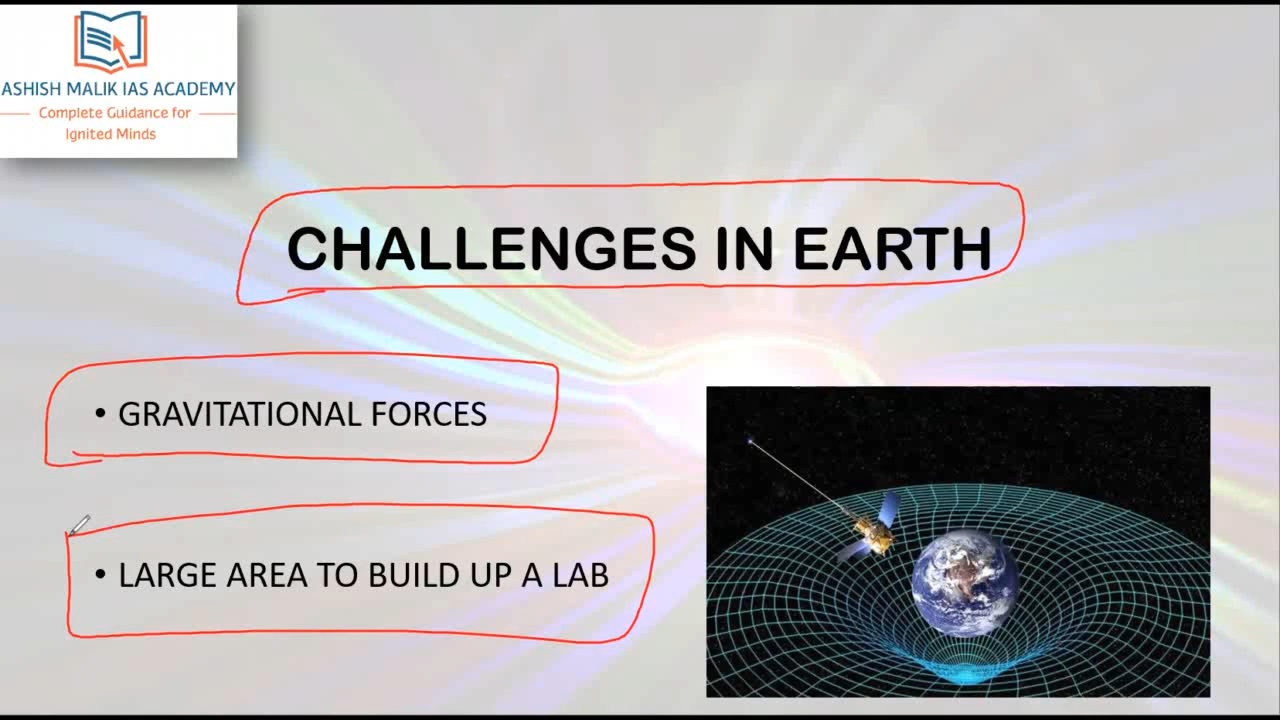 ASHISH MALIK IAS ACADEMY
Complete Guidance for
Ignited Minds
CHALLENGES IN EARTH
• GRAVITATIONAL FORCES
• LARGE AREA TO BUILD UP A LAB